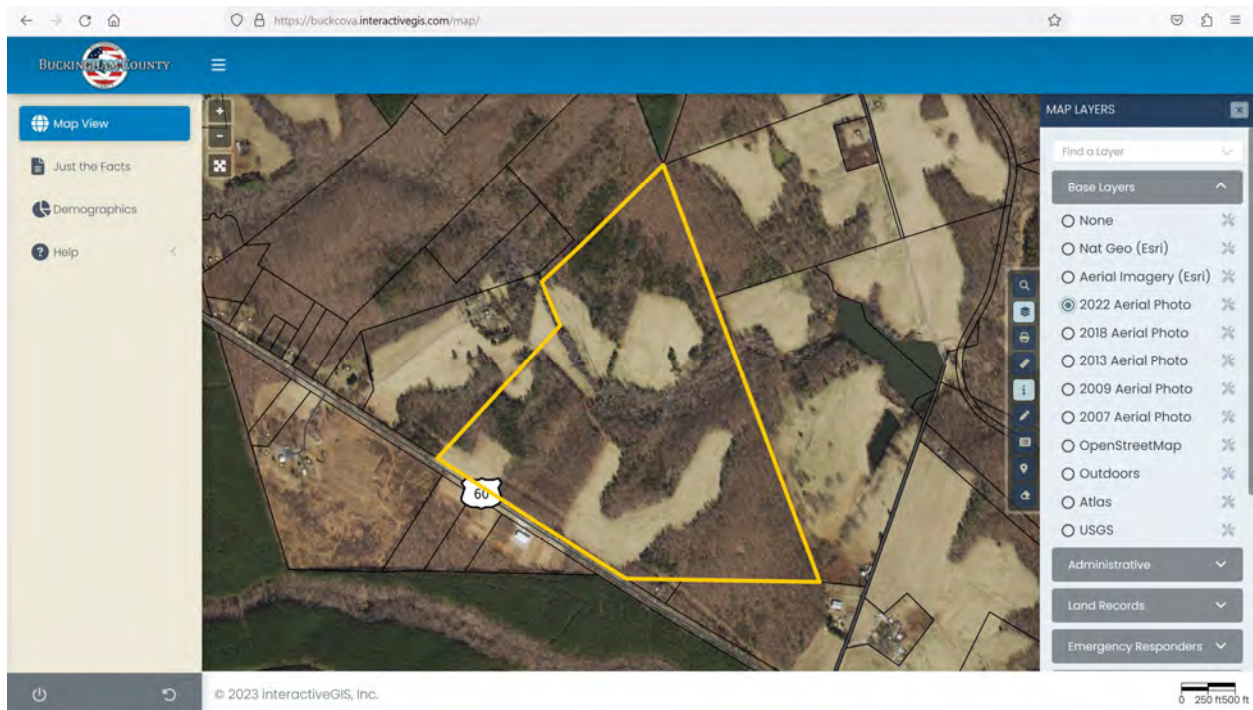 https://buckcova.interactivegis.com/map/
BUCKINGHAM COUNTY
Map View
Just the Facts
Demographics
Help
60
MAP LAYERS
Find a Layer
Base Layers
None
Nat Geo (Esri)
Aerial Imagery (Esri)
2022 Aerial Photo
2018 Aerial Photo
2013 Aerial Photo
2009 Aerial Photo
2007 Aerial Photo
OpenStreetMap
Outdoors
Atlas
USGS
Administrative
Land Records
Emergency Responders
© 2023 interactiveGIS, Inc.
0 250 ft500 ft